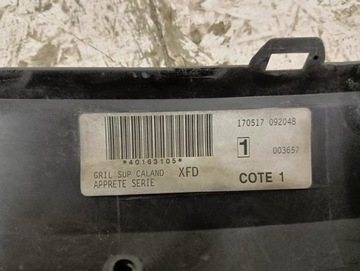 170517 092048
1 003657
*40163105*
GRIL SUP CALAND XFD
APPRETE SERIE
COTE 1